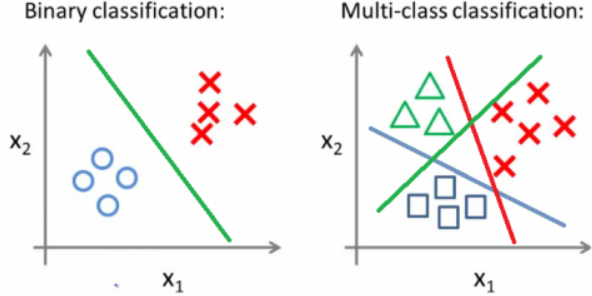 Binary classification:
Multi-class classification:
x₂
x₁
x₂
x₁